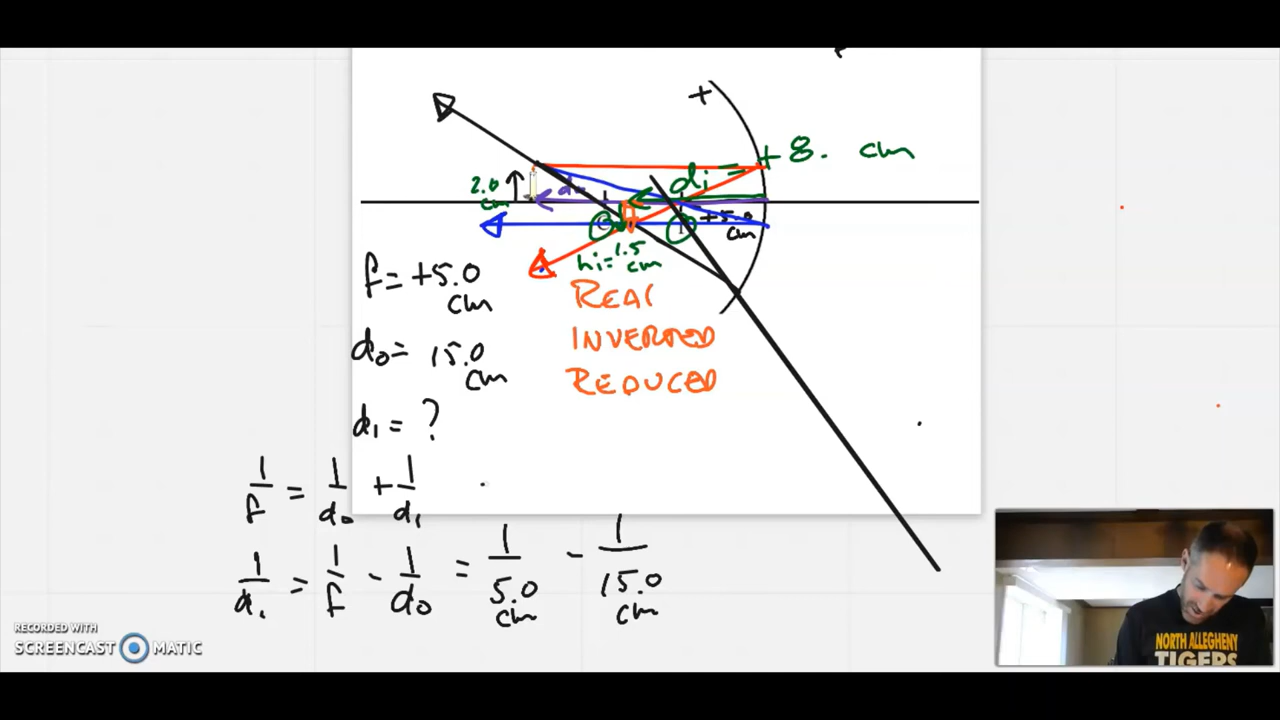 +
+ 8. cm
di =
2.0
cm
do
C
+5.0
cm
hi = 1.5
cm
f = +5.0
cm
REAL
INVERTED
REDUCED
do = 15.0
cm
di = ?
1/f = 1/do + 1/di
1/di = 1/f - 1/do = 1/5.0 cm - 1/15.0 cm
RECORDED WITH
SCREENCAST MATIC
NORTH ALLEGHENY
TIGERS